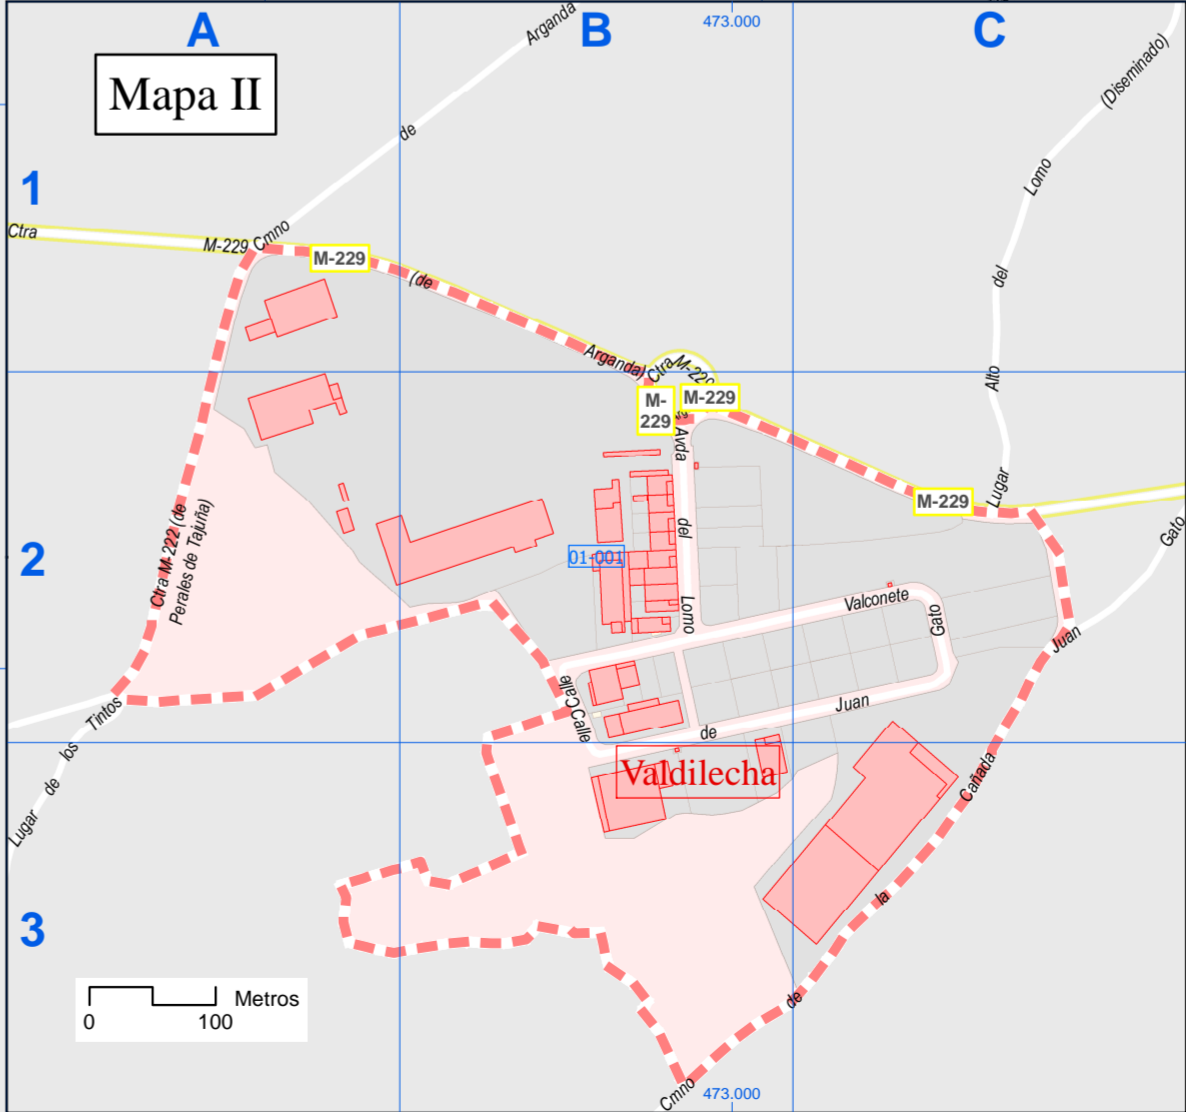 A
B
473.000
C
Mapa II
Arganda
de
Cmno
(Diseminado)
Lomo
del
Alto
Lugar
1
Ctra
M-229
M-229
(de
Arganda)
Ctra
M-229
M-
229
M-229
M-229
Avda
del
Lomo
2
Ctra M-222 (de
Perales de Tajuña)
01-001
Valconete
Gato
Gato
Juan
Calle
Calle
de
Juan
Tintos
los
de
Lugar
Valdilecha
Cañada
la
de
Cmno
3
Metros
0
100
473.000